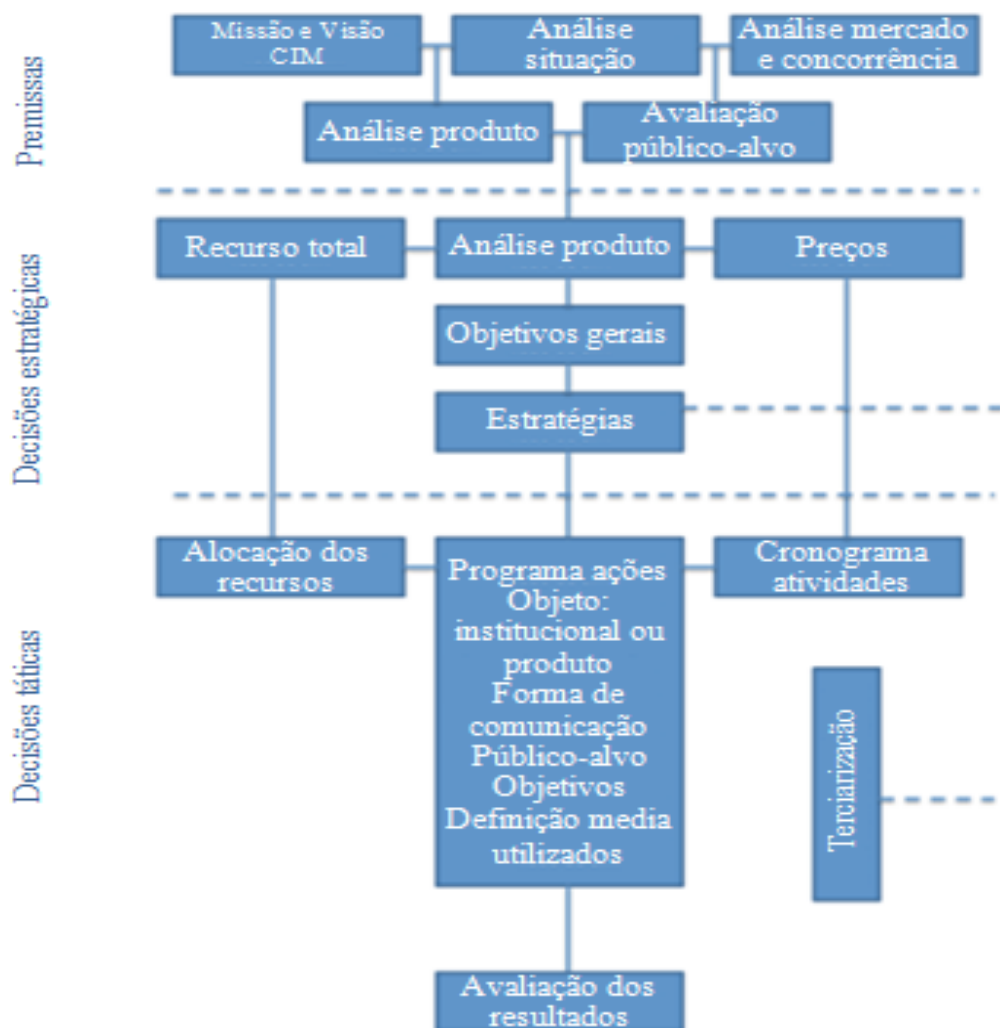 Premissas
Missão e Visão
CIM
Análise
situação
Análise mercado
e concorrência
Análise produto
Avaliação
público-alvo
Decisões estratégicas
Recurso total
Análise produto
Preços
Objetivos gerais
Estratégias
Decisões táticas
Alocação dos
recursos
Programa ações
Objeto:
institucional ou
produto
Forma de
comunicação
Público-alvo
Objetivos
Definição media
utilizados
Cronograma
atividades
Terciarização
Avaliação dos
resultados